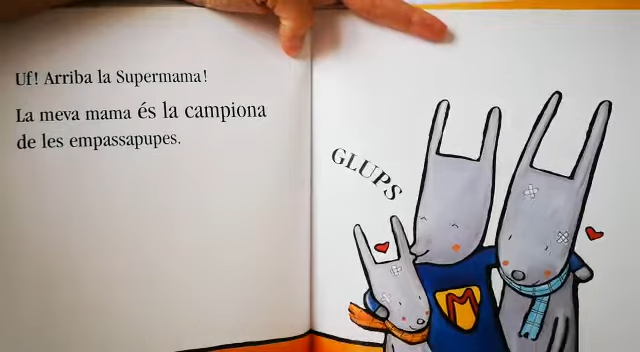 Uf! Arriba la Supermama!
La meva mama és la campiona
de les empassapupes.
GLUPS
M